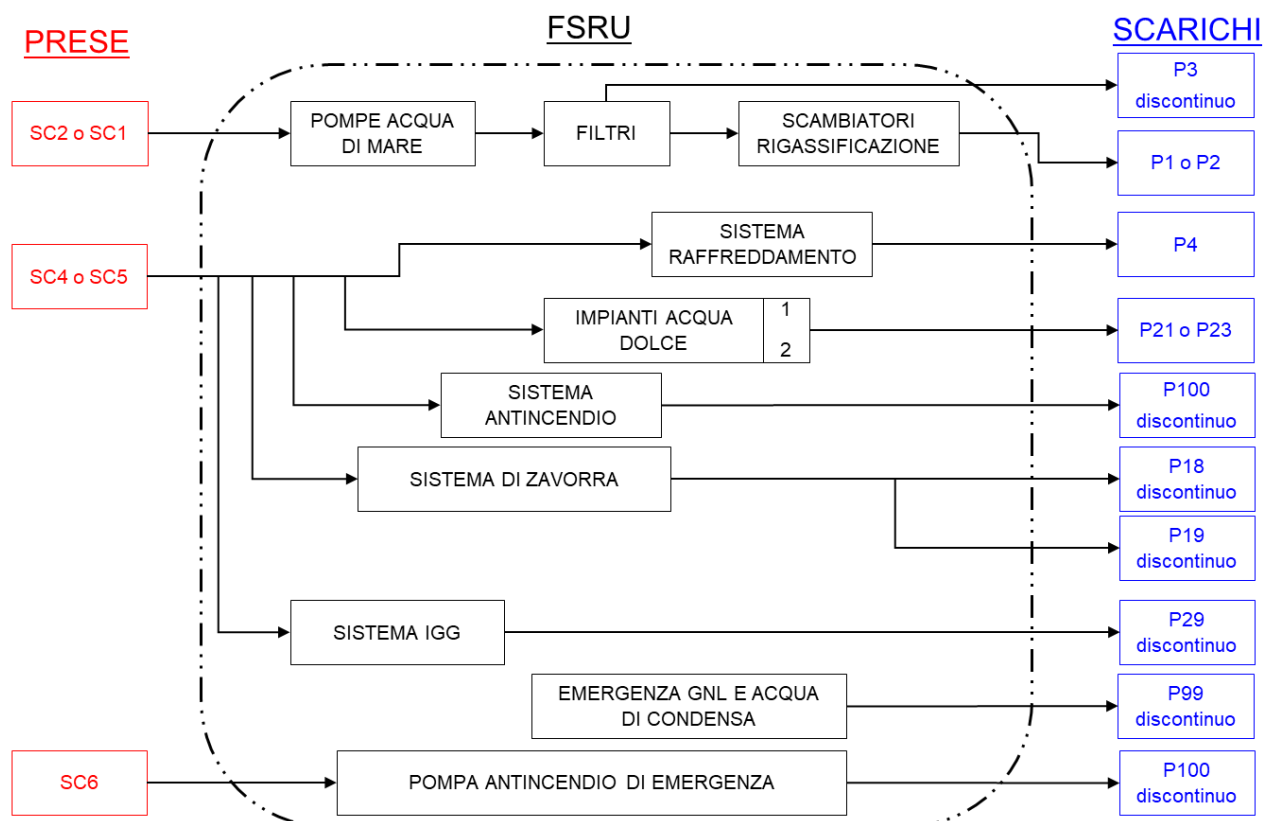 PRESE
FSRU
SCARICHI
P3
discontinuo
SC2 o SC1
POMPE ACQUA
DI MARE
FILTRI
SCAMBIATORI
RIGASSIFICAZIONE
P1 o P2
SC4 o SC5
SISTEMA
RAFFREDDAMENTO
P4
IMPIANTI ACQUA
DOLCE
1
2
P21 o P23
SISTEMA
ANTINCENDIO
P100
discontinuo
SISTEMA DI ZAVORRA
P18
discontinuo
P19
discontinuo
SISTEMA IGG
P29
discontinuo
EMERGENZA GNL E ACQUA
DI CONDENSA
P99
discontinuo
SC6
POMPA ANTINCENDIO DI EMERGENZA
P100
discontinuo